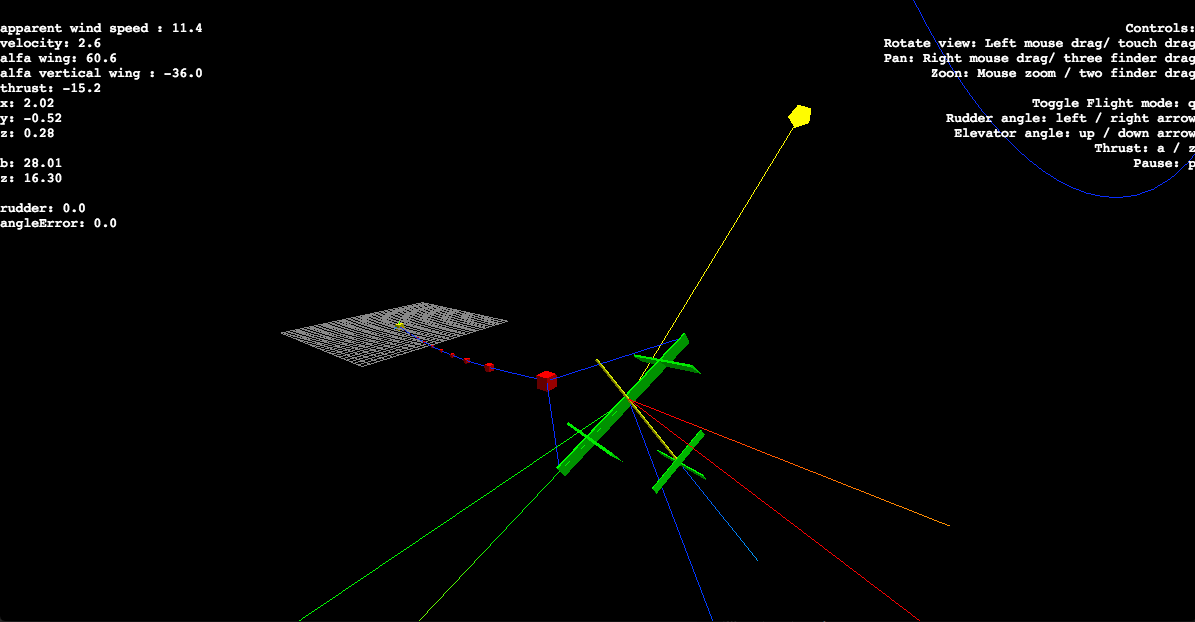 apparent wind speed : 11.4
velocity: 2.6
alfa wing: 60.6
alfa vertical wing : -36.0
thrust: -15.2
x: 2.02
y: -0.52
z: 0.28
b: 28.01
z: 16.30
rudder: 0.0
angleError: 0.0
Controls:
Rotate view: Left mouse drag/ touch drag
Pan: Right mouse drag/ three finder drag
Zoon: Mouse zoom / two finder drag
Toggle Flight mode: q
Rudder angle: left / right arrow
Elevator angle: up / down arrow
Thrust: a / z
Pause: p